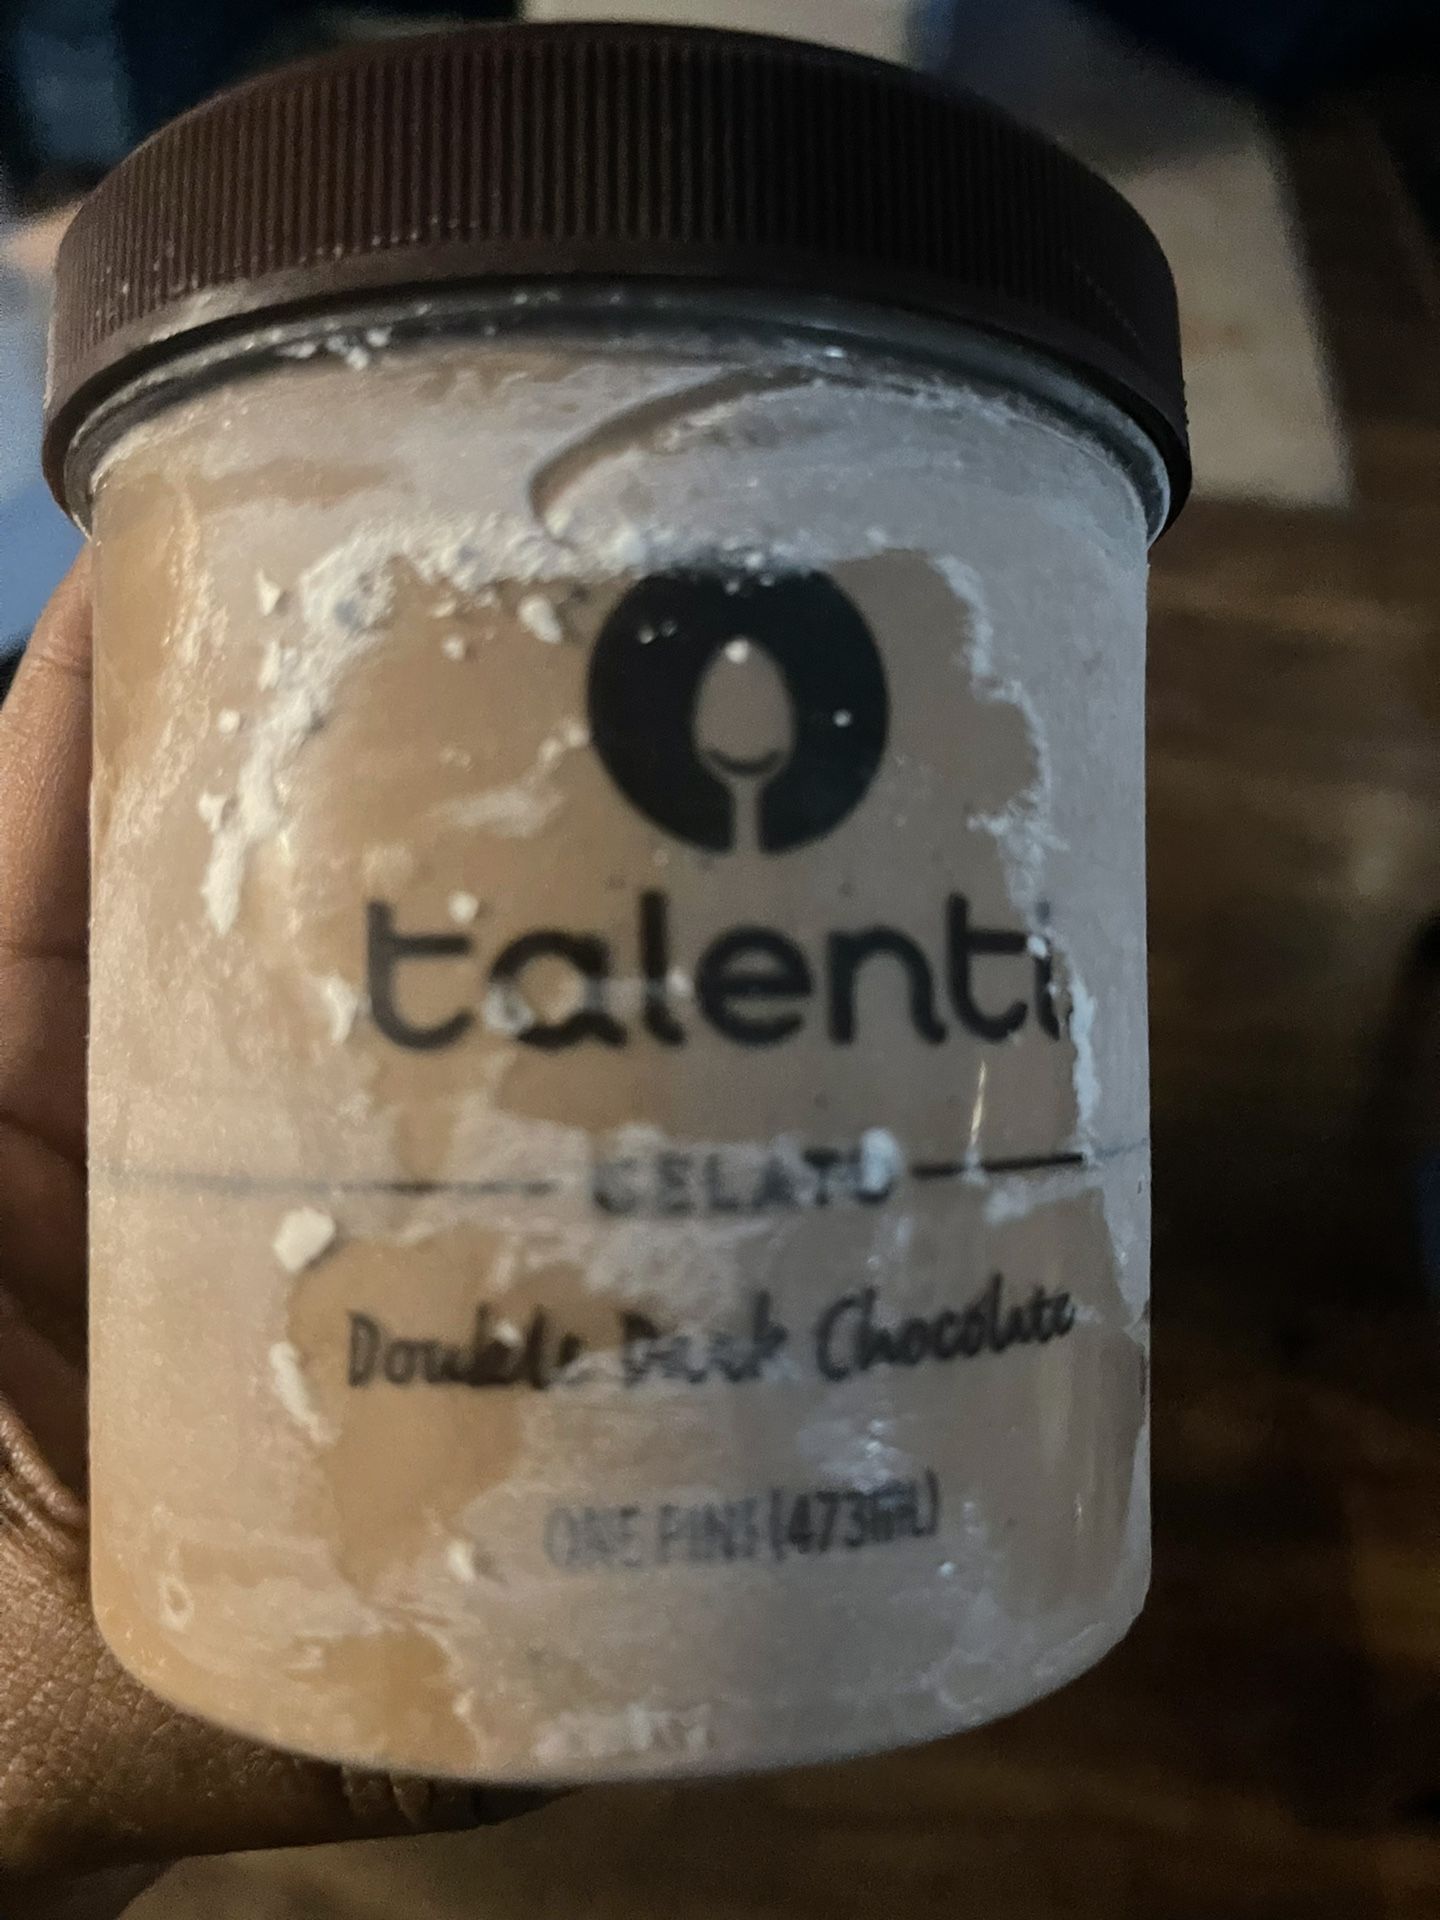 talenti
GELATO
Double Dark Chocolate
ONE PINT (473mL)